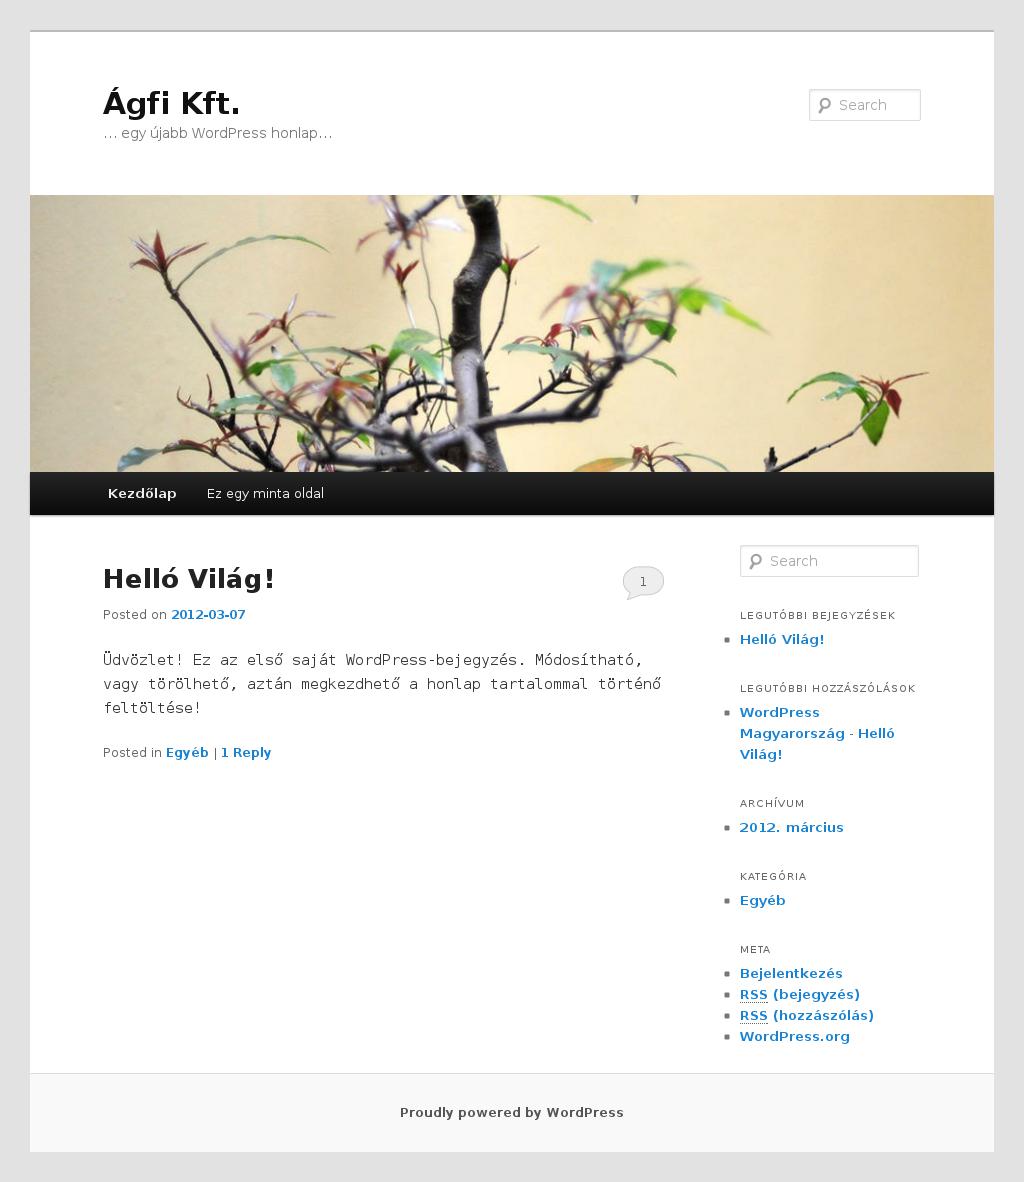 Ágfi Kft.
… egy újabb WordPress honlap…
Search
Kezdőlap
Ez egy minta oldal
Helló Világ!
1
Posted on 2012-03-07
Üdvözlet! Ez az első saját WordPress-bejegyzés. Módosítható,
vagy törölhető, aztán megkezdhető a honlap tartalommal történő
feltöltése!
Posted in Egyéb | 1 Reply
Search
LEGUTÓBBI BEJEGYZÉSEK
Helló Világ!
LEGUTÓBBI HOZZÁSZÓLÁSOK
WordPress
Magyarország - Helló
Világ!
ARCHÍVUM
2012. március
KATEGÓRIA
Egyéb
META
Bejelentkezés
RSS (bejegyzés)
RSS (hozzászólás)
WordPress.org
Proudly powered by WordPress